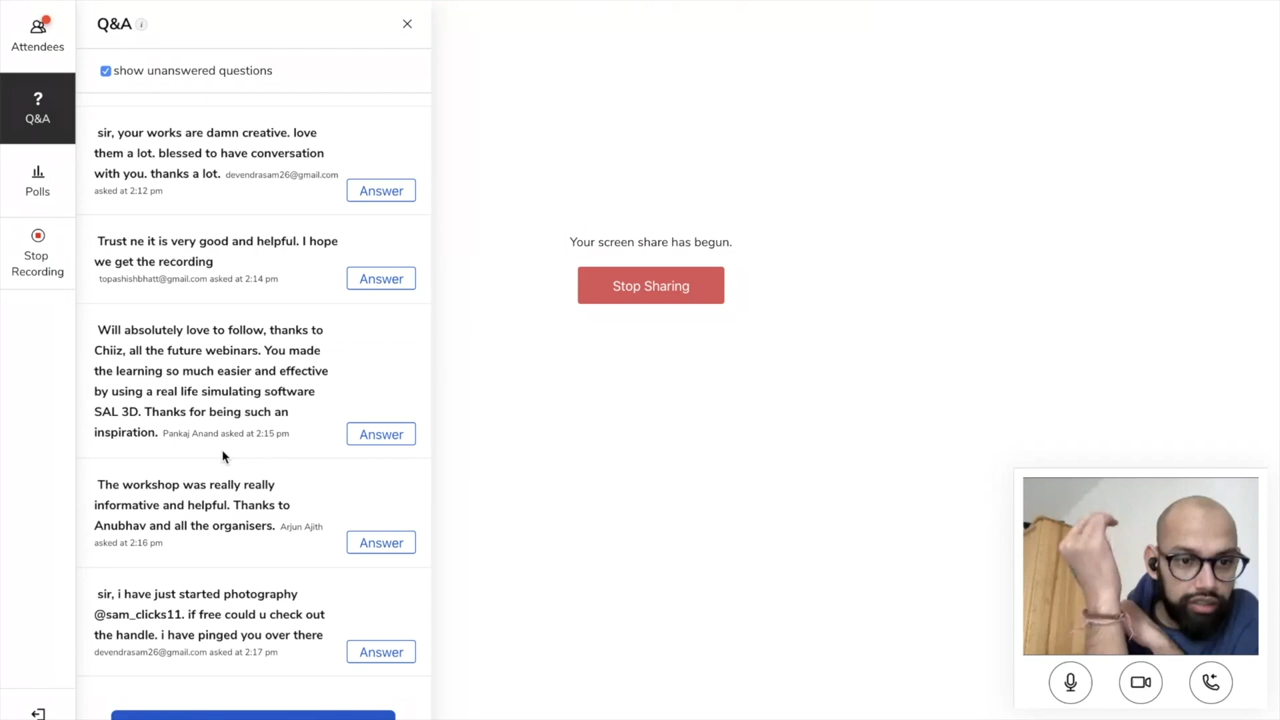 Attendees
?
Q&A
Polls
Stop
Recording
Q&A i
show unanswered questions
sir, your works are damn creative. love
them a lot. blessed to have conversation
with you. thanks a lot. devendrasam26@gmail.com
asked at 2:12 pm
Answer
Trust ne it is very good and helpful. I hope
we get the recording
topashishbhatt@gmail.com asked at 2:14 pm
Answer
Will absolutely love to follow, thanks to
Chiiz, all the future webinars. You made
the learning so much easier and effective
by using a real life simulating software
SAL 3D. Thanks for being such an
inspiration. Pankaj Anand asked at 2:15 pm
Answer
The workshop was really really
informative and helpful. Thanks to
Anubhav and all the organisers. Arjun Ajith
asked at 2:16 pm
Answer
sir, i have just started photography
@sam_clicks11. if free could u check out
the handle. i have pinged you over there
devendrasam26@gmail.com asked at 2:17 pm
Answer
Your screen share has begun.
Stop Sharing